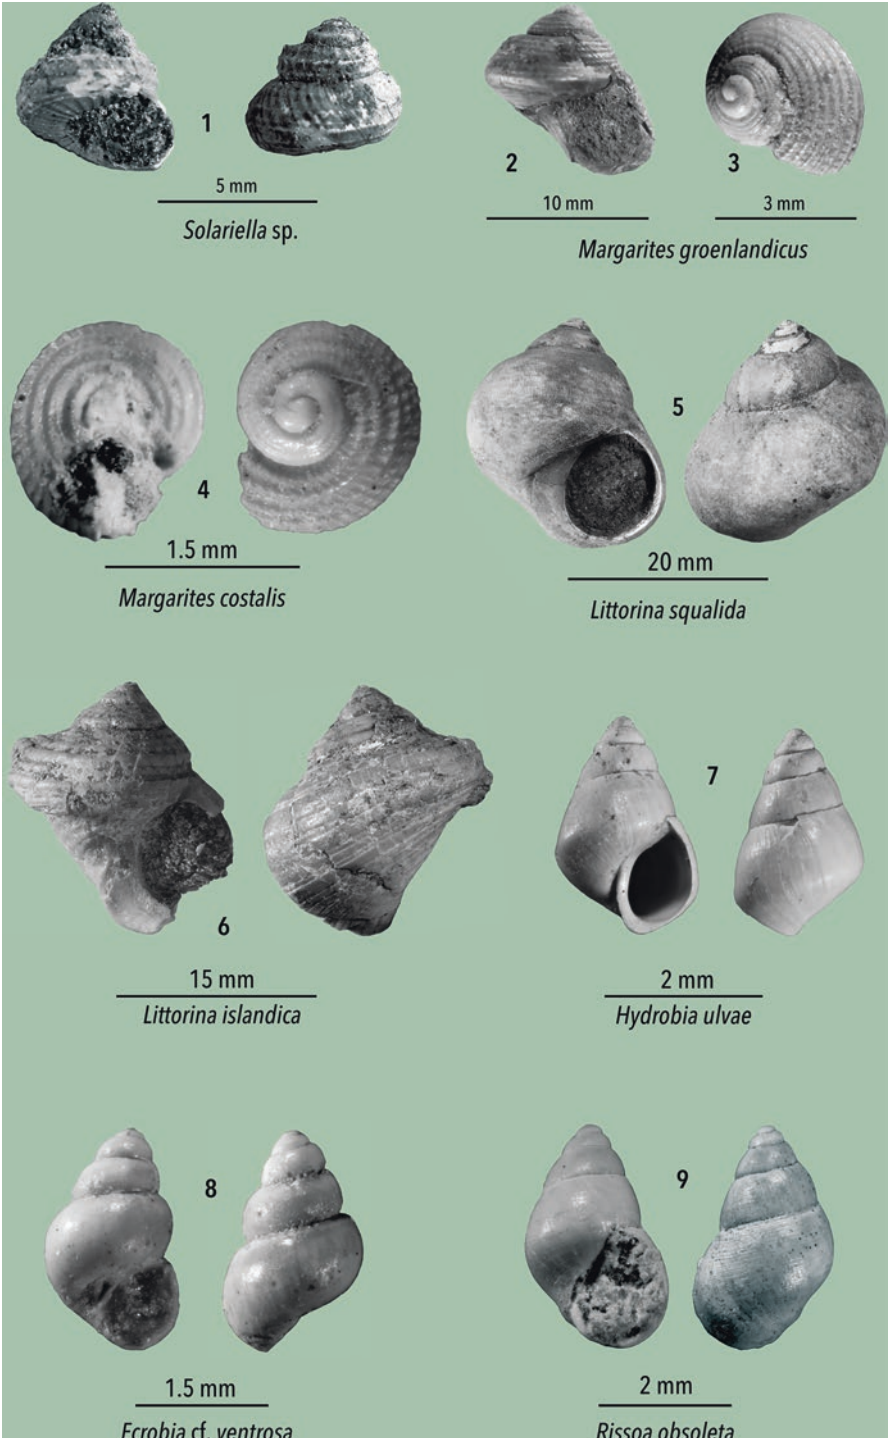 1
5 mm
Solariella sp.
2
3
10 mm
3 mm
Margarites groenlandicus
4
1.5 mm
Margarites costalis
5
20 mm
Littorina squalida
6
15 mm
Littorina islandica
7
2 mm
Hydrobia ulvae
8
1.5 mm
Ecrobia cf. ventrosa
9
2 mm
Rissoa obsoleta